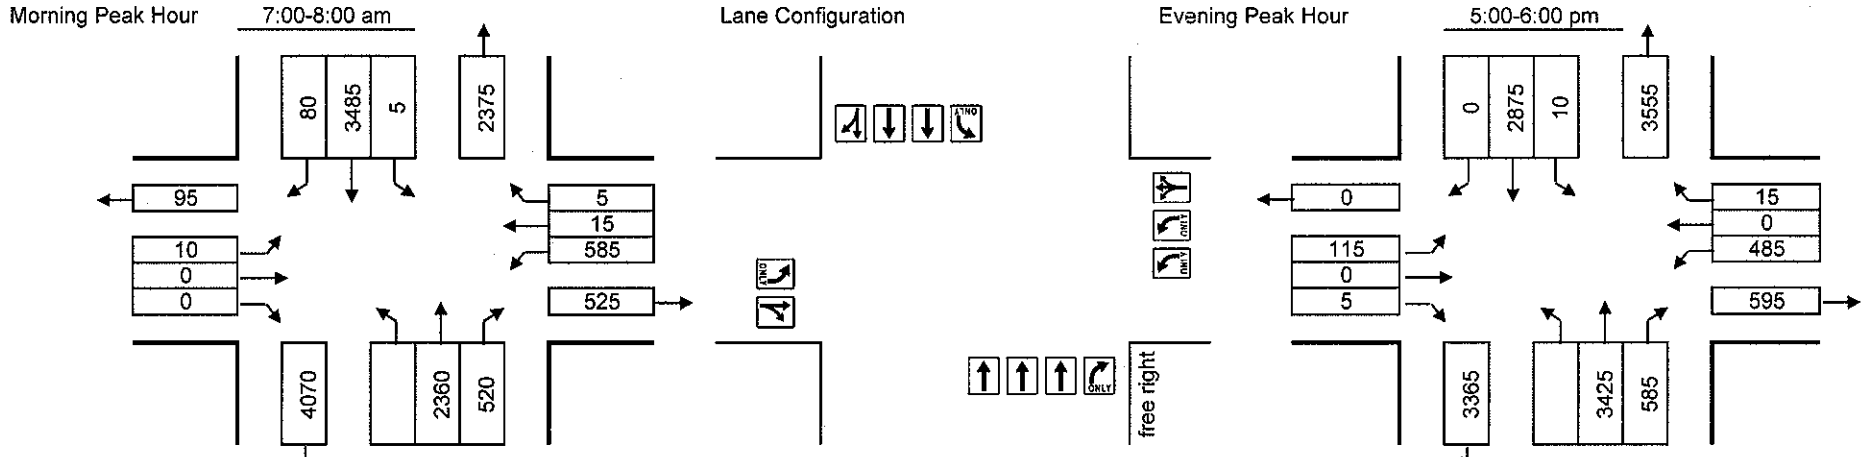 Morning Peak Hour 7:00-8:00 am Lane Configuration Evening Peak Hour 5:00-6:00 pm
80 3485 5 2375
ONLY
0 2875 10 3555
95
5
15
585
10
0
0
525
ONLY
ONLY
ONLY
0
15
0
485
115
0
5
595
4070 2360 520
ONLY
free right
3365 3425 585